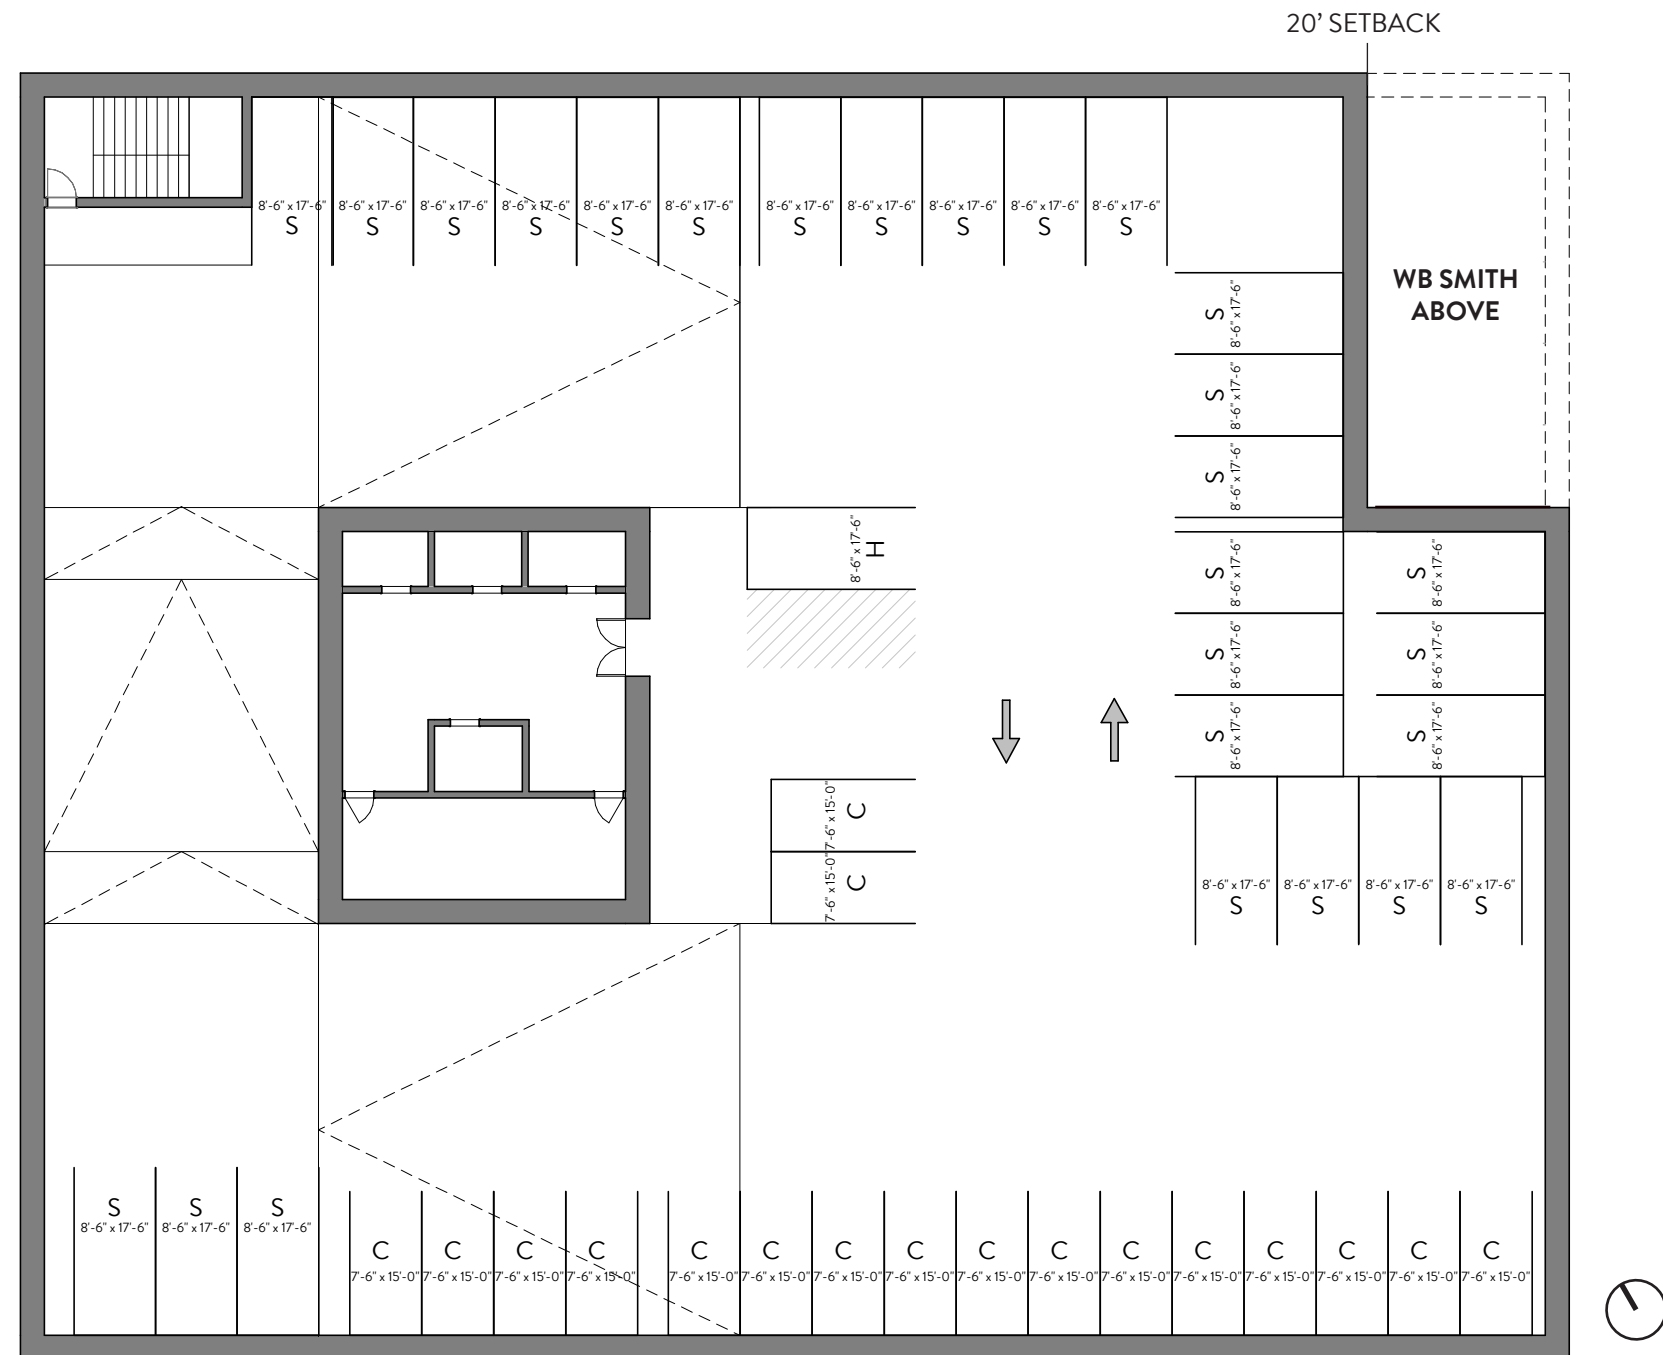 20’ SETBACK
8'-6" x 17'-6" 8'-6" x 17'-6" 8'-6" x 17'-6" 8'-6" x 17'-6" 8'-6" x 17'-6" 8'-6" x 17'-6" 8'-6" x 17'-6" 8'-6" x 17'-6" 8'-6" x 17'-6" 8'-6" x 17'-6" 8'-6" x 17'-6"
S S S S S S S S S S S
WB SMITH
ABOVE
S
8'-6" x 17'-6"
S
8'-6" x 17'-6"
S
8'-6" x 17'-6"
8'-6" x 17'-6"
H
S
8'-6" x 17'-6"
S
8'-6" x 17'-6"
S
8'-6" x 17'-6"
S
8'-6" x 17'-6"
S
8'-6" x 17'-6"
S
8'-6" x 17'-6"
7'-6" x 15'-0"
C
7'-6" x 15'-0"
C
8'-6" x 17'-6" 8'-6" x 17'-6" 8'-6" x 17'-6" 8'-6" x 17'-6"
S S S S
S S S
8'-6" x 17'-6" 8'-6" x 17'-6" 8'-6" x 17'-6"
C C C C C C C C C C C C C C C C
7'-6" x 15'-0" 7'-6" x 15'-0" 7'-6" x 15'-0" 7'-6" x 15'-0" 7'-6" x 15'-0" 7'-6" x 15'-0" 7'-6" x 15'-0" 7'-6" x 15'-0" 7'-6" x 15'-0" 7'-6" x 15'-0" 7'-6" x 15'-0" 7'-6" x 15'-0" 7'-6" x 15'-0" 7'-6" x 15'-0" 7'-6" x 15'-0" 7'-6" x 15'-0"